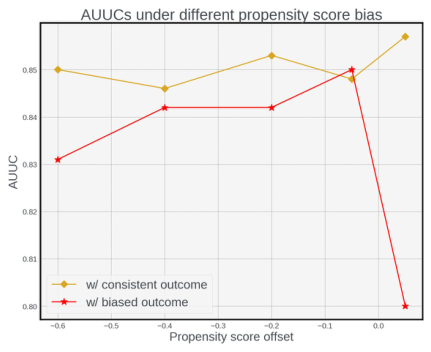 AUUCs under different propensity score bias
AUUC
0.85
0.84
0.83
0.82
0.81
0.80
w/ consistent outcome
w/ biased outcome
−0.6 −0.5 −0.4 −0.3 −0.2 −0.1 0.0
Propensity score offset